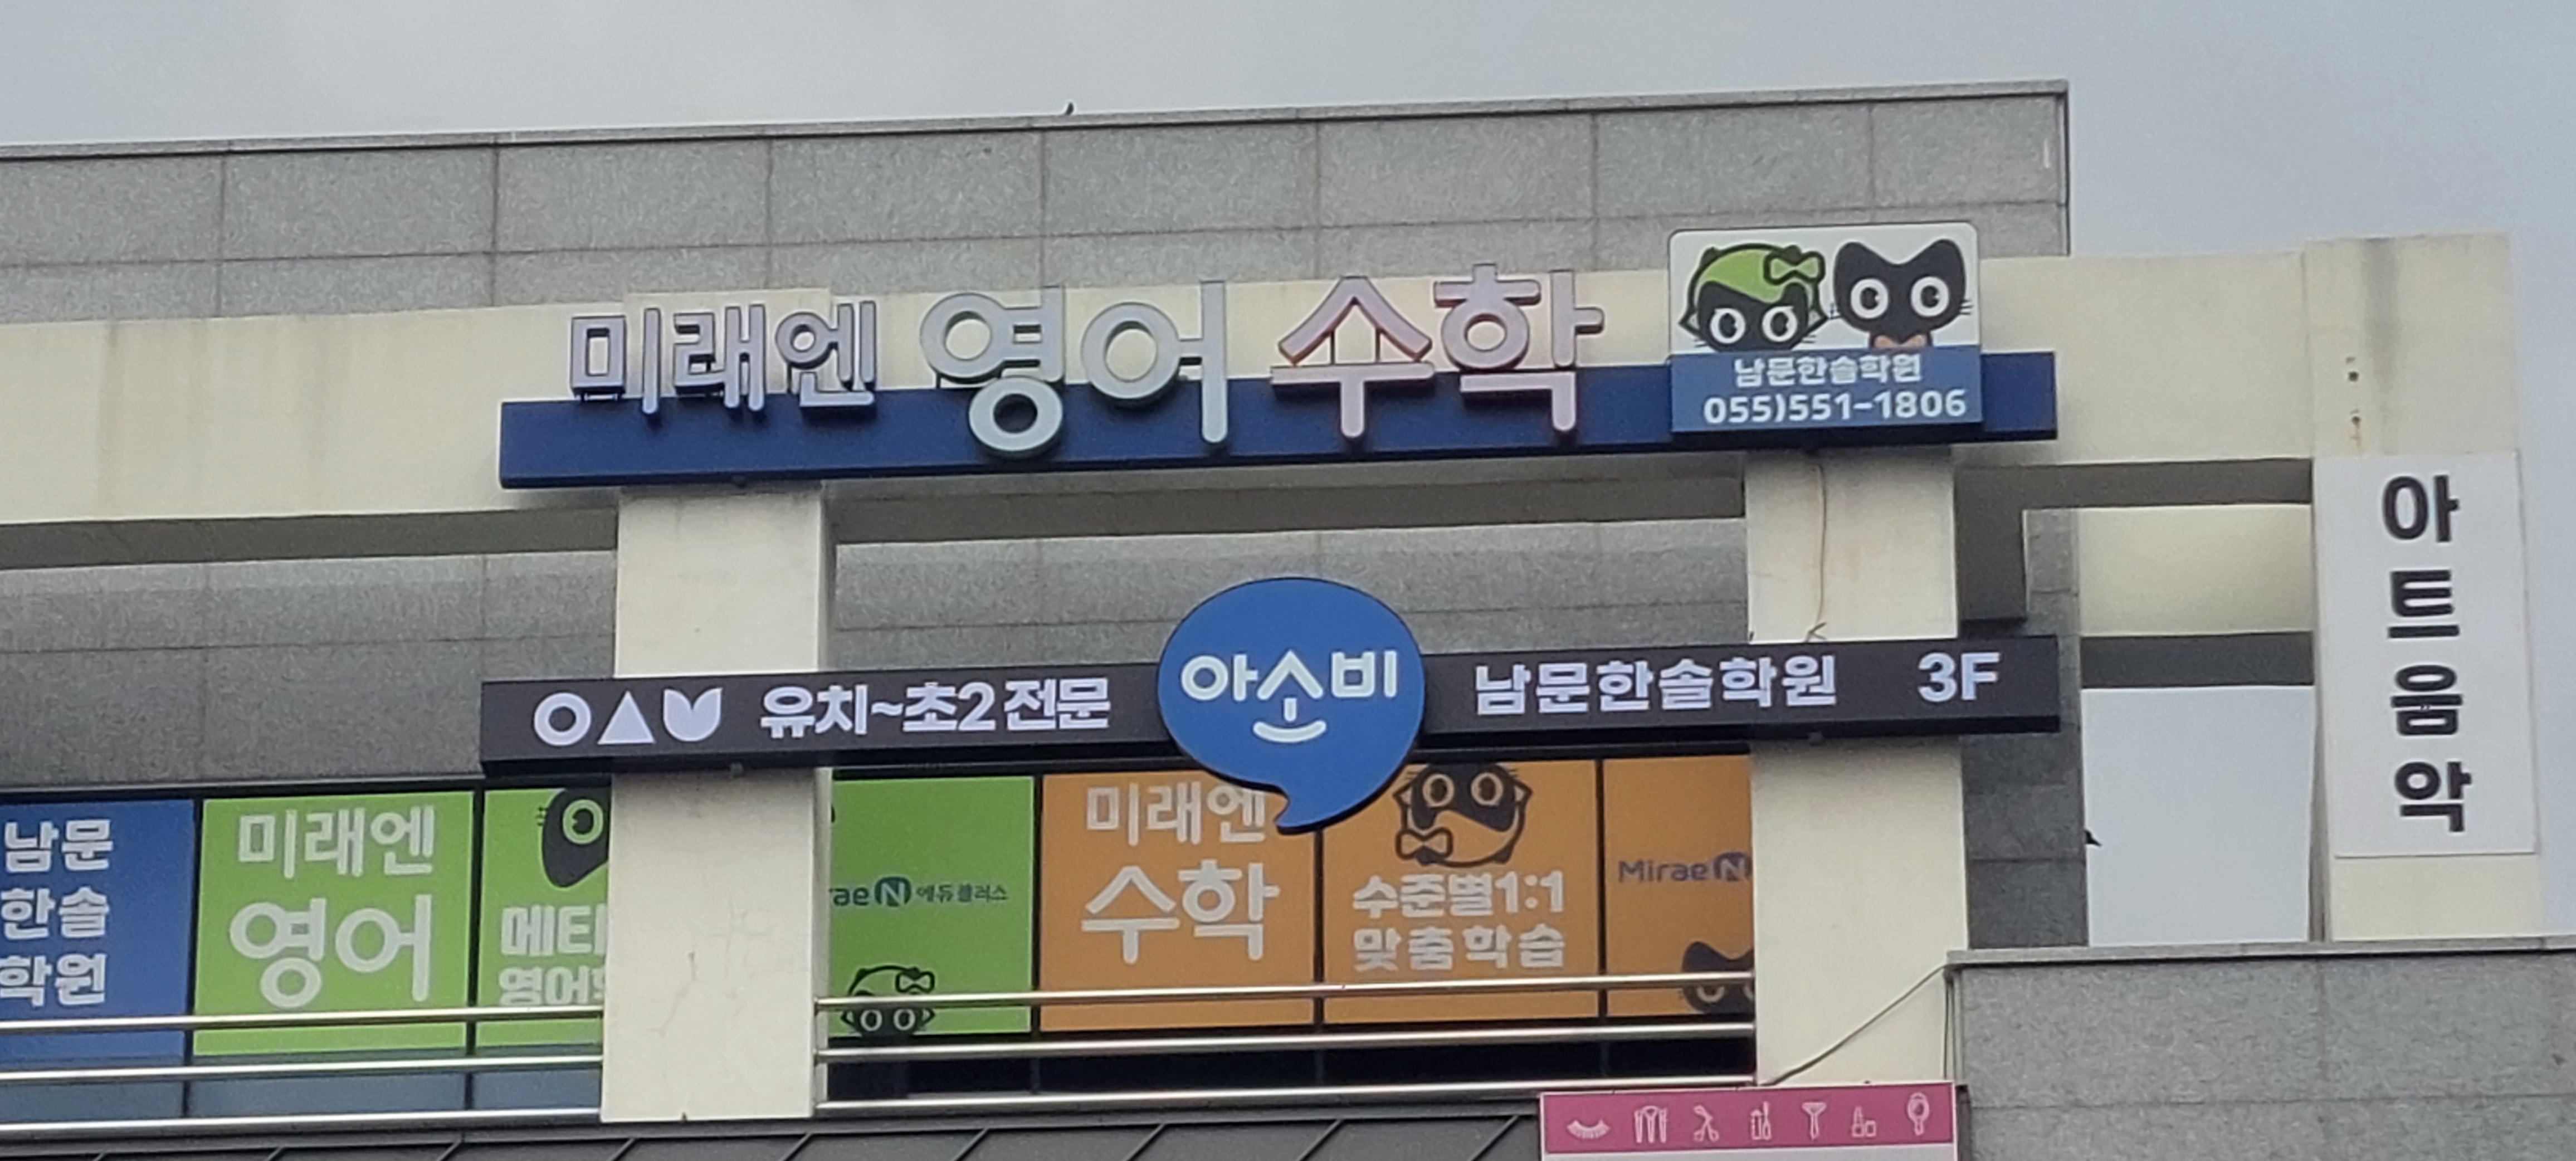 미래엔 영어 수학
남문한솔학원
055)551-1806
유치~초2 전문
아소비
남문한솔학원 3F
아트음악
남문
한솔
학원
미래엔
영어
메타
rae N 에듀플러스
미래엔
수학
수준별1:1
맞춤학습
Mirae N